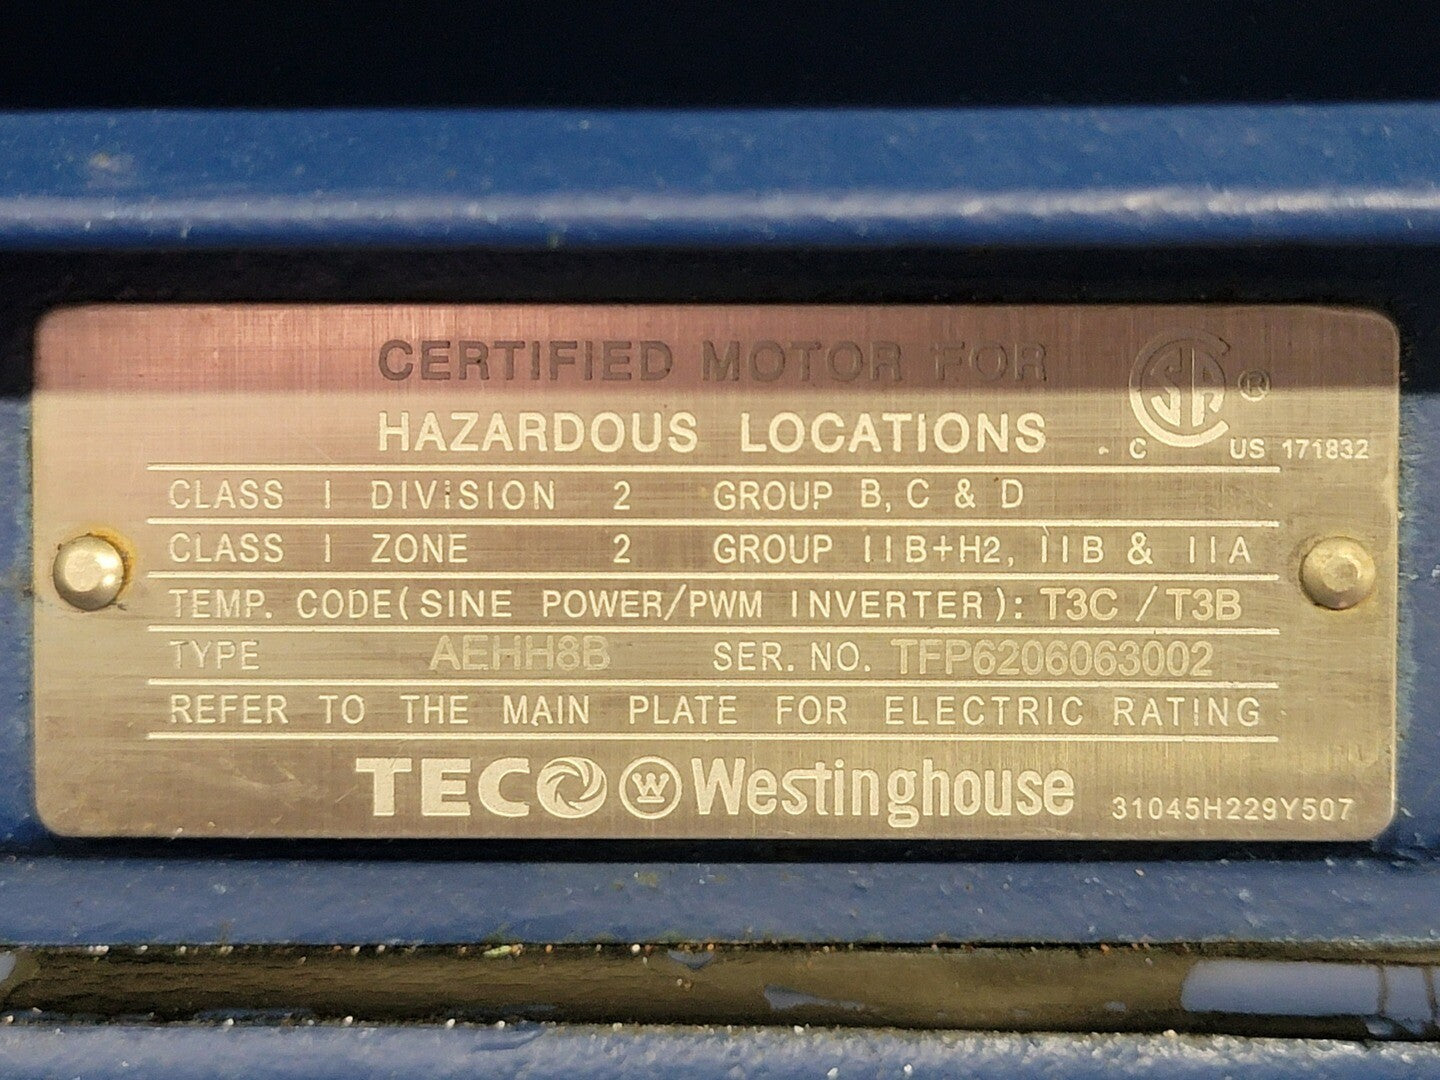 CERTIFIED MOTOR FOR
HAZARDOUS LOCATIONS
SA ®
C US 171832
CLASS I DIVISION 2 GROUP B, C & D
CLASS I ZONE 2 GROUP IIB+H2, IIB & IIA
TEMP. CODE(SINE POWER/PWM INVERTER): T3C / T3B
TYPE AEHH8B SER. NO. TFP6206063002
REFER TO THE MAIN PLATE FOR ELECTRIC RATING
TECO W Westinghouse 31045H229Y507